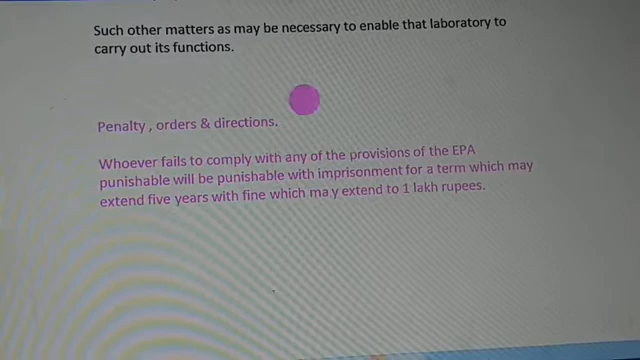 Such other matters as may be necessary to enable that laboratory to
carry out its functions.
Penalty , orders & directions.
Whoever fails to comply with any of the provisions of the EPA
punishable will be punishable with imprisonment for a term which may
extend five years with fine which may extend to 1 lakh rupees.